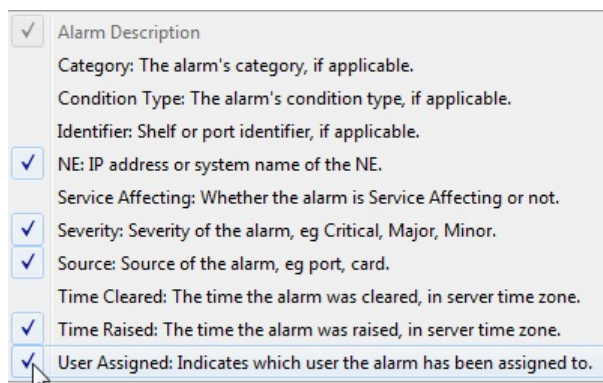 Alarm Description
Category: The alarm's category, if applicable.
Condition Type: The alarm's condition type, if applicable.
Identifier: Shelf or port identifier, if applicable.
NE: IP address or system name of the NE.
Service Affecting: Whether the alarm is Service Affecting or not.
Severity: Severity of the alarm, eg Critical, Major, Minor.
Source: Source of the alarm, eg port, card.
Time Cleared: The time the alarm was cleared, in server time zone.
Time Raised: The time the alarm was raised, in server time zone.
User Assigned: Indicates which user the alarm has been assigned to.